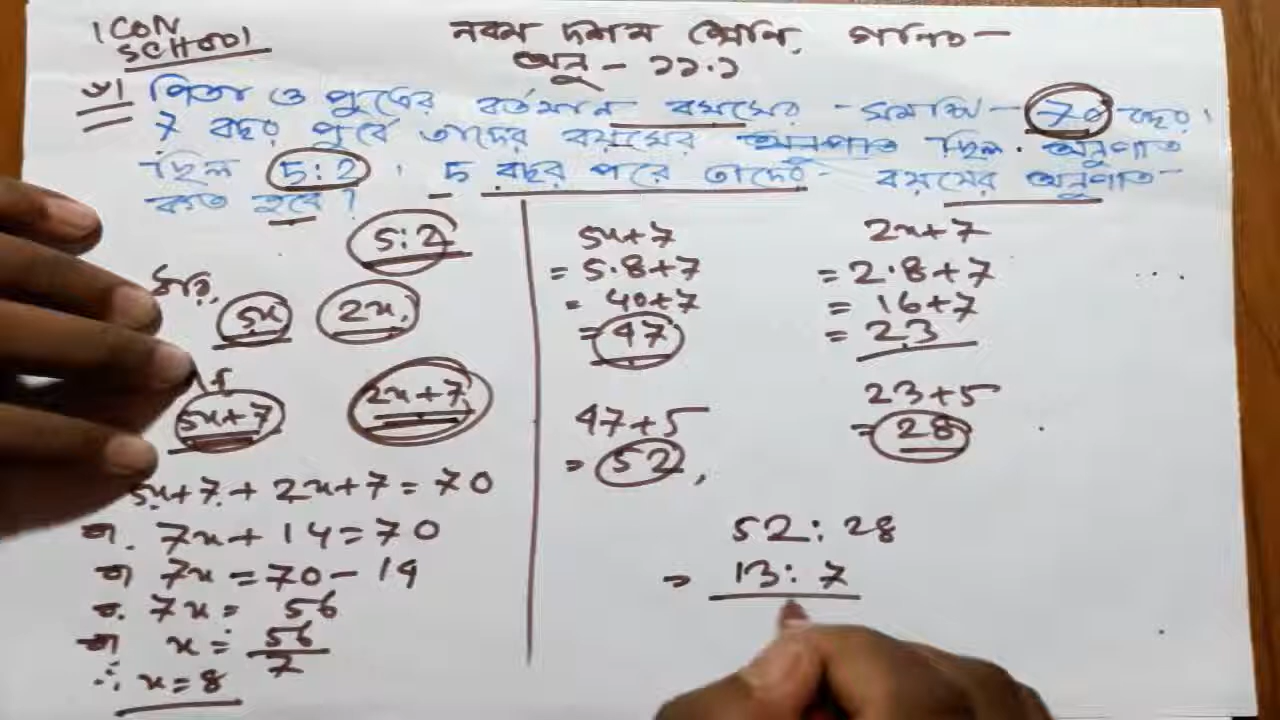 ICON
SCHOOL
নবম দশম শ্রেণি গণিত -
অনু - ১১.১
৩। পিতা ও পুত্রের বর্তমান বয়সের সমষ্টি 70 বছর।
7 বছর পূর্বে তাদের বয়সের অনুপাত ছিল. অনুপাত
ছিল 5:2। 5 বছর পরে তাদের বয়সের অনুপাত
কত হবে?
5:2
ধরি,
5x 2x,
5x+7 2x+7
5x+7+2x+7=70
বা. 7x+14=70
বা 7x=70-14
বা. 7x= 56
বা x= 56/7
∴ x=8
5x+7
=5.8+7
= 40+7
=47
47+5
=52,
2x+7
=2.8+7
=16+7
=23
23+5
=28
52:28
= 13:7